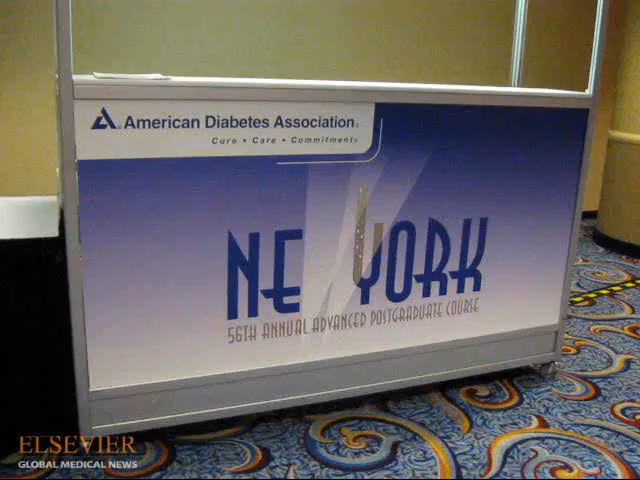 American Diabetes Association®
Cure • Care • Commitment®
NEW YORK
56TH ANNUAL ADVANCED POSTGRADUATE COURSE
ELSEVIER
GLOBAL MEDICAL NEWS